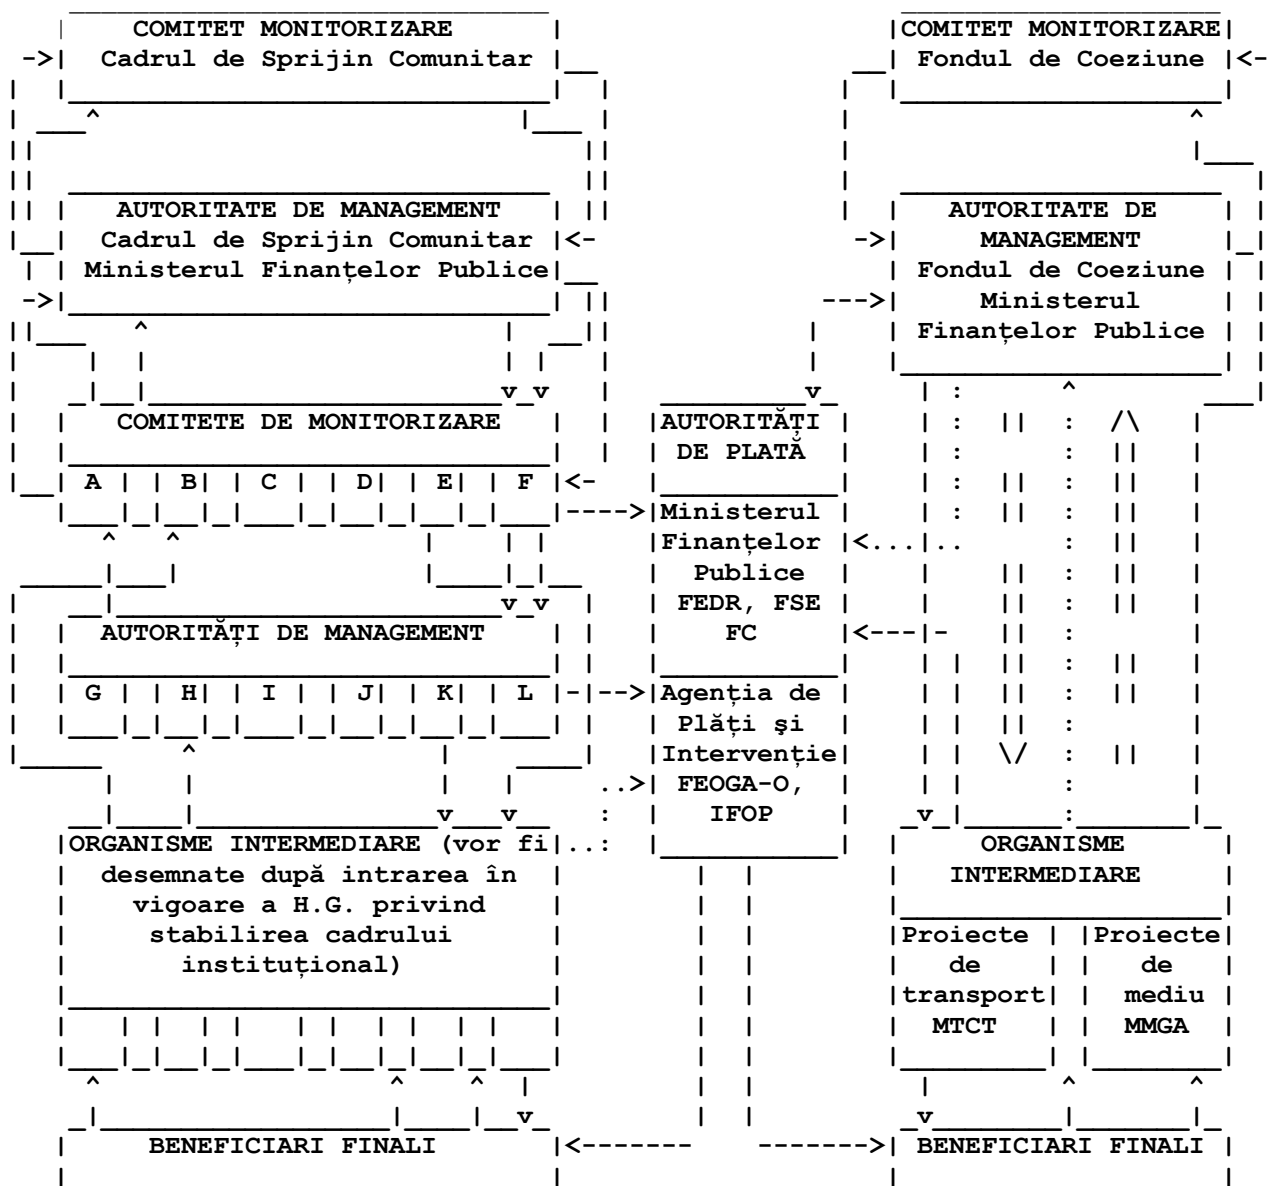 COMITET MONITORIZARE
Cadrul de Sprijin Comunitar
COMITET MONITORIZARE
Fondul de Coeziune
AUTORITATE DE MANAGEMENT
Cadrul de Sprijin Comunitar
Ministerul Finanțelor Publice
AUTORITATE DE
MANAGEMENT
Fondul de Coeziune
Ministerul
Finanțelor Publice
COMITETE DE MONITORIZARE
A B C D E F
AUTORITĂȚI
DE PLATĂ
Ministerul
Finanțelor
Publice
FEDR, FSE
FC
Agenția de
Plăți şi
Intervenție
FEOGA-O,
IFOP
AUTORITĂȚI DE MANAGEMENT
G H I J K L
ORGANISME INTERMEDIARE (vor fi
desemnate după intrarea în
vigoare a H.G. privind
stabilirea cadrului
instituțional)
ORGANISME
INTERMEDIARE
Proiecte
de
transport
MTCT
Proiecte
de
mediu
MMGA
BENEFICIARI FINALI
BENEFICIARI FINALI